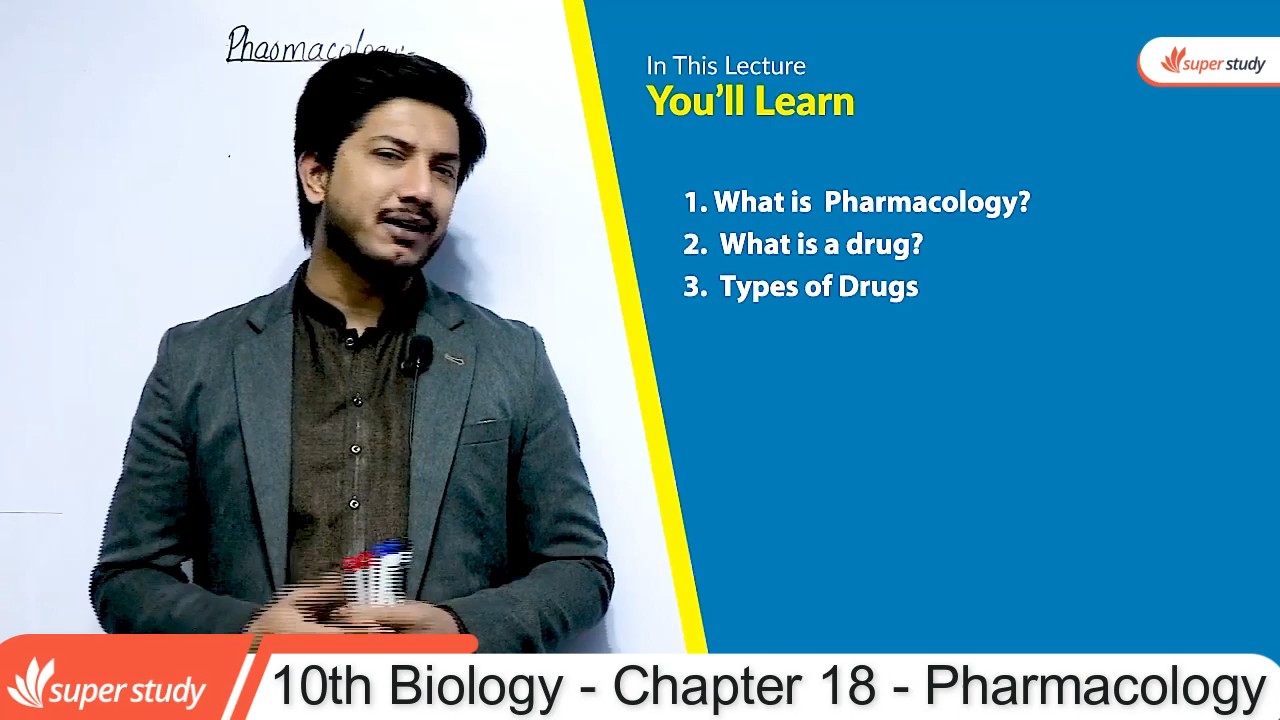 Pharmacology:-
In This Lecture
You'll Learn
super study
1. What is Pharmacology?
2. What is a drug?
3. Types of Drugs
super study
10th Biology - Chapter 18 - Pharmacology